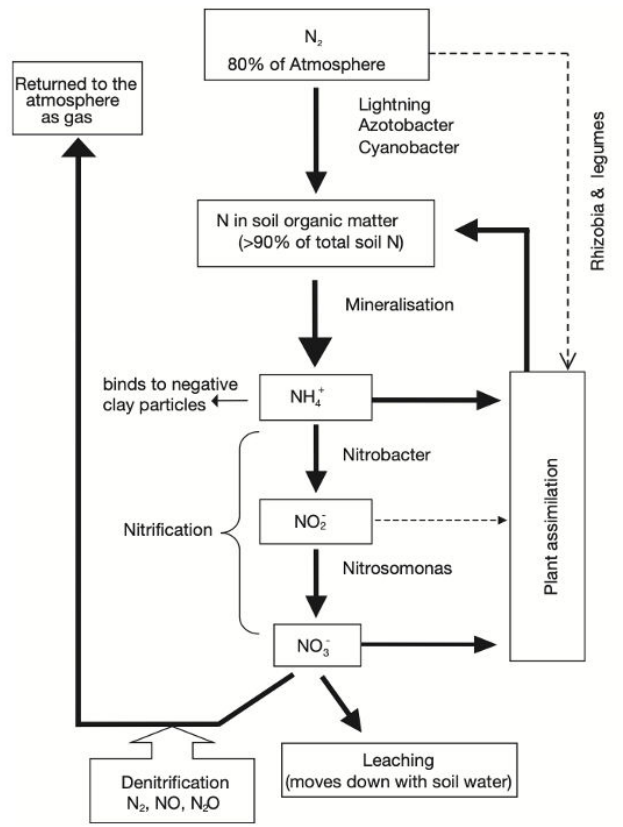 N₂
80% of Atmosphere
Returned to the
atmosphere
as gas
Lightning
Azotobacter
Cyanobacter
Rhizobia & legumes
N in soil organic matter
(>90% of total soil N)
Mineralisation
binds to negative
clay particles
NH₄⁺
Nitrobacter
Nitrification
NO₂⁻
Nitrosomonas
Plant assimilation
NO₃⁻
Leaching
(moves down with soil water)
Denitrification
N₂, NO, N₂O